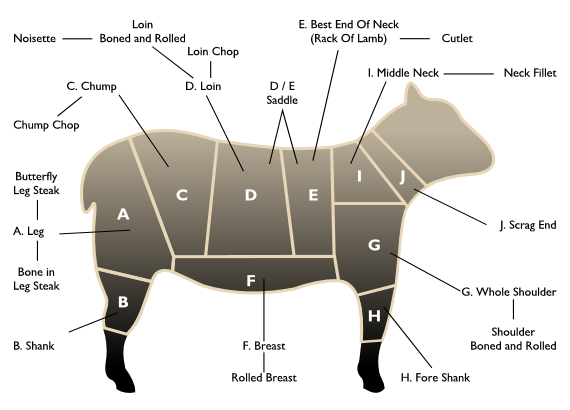 Loin
Boned and Rolled
Noisette
E. Best End Of Neck
(Rack Of Lamb)
Cutlet
Loin Chop
I. Middle Neck
Neck Fillet
C. Chump
D. Loin
D / E
Saddle
Chump Chop
Butterfly
Leg Steak
A. Leg
Bone in
Leg Steak
A
C
D
E
I
J
J. Scrag End
G
F
B
H
G. Whole Shoulder
Shoulder
Boned and Rolled
B. Shank
F. Breast
Rolled Breast
H. Fore Shank